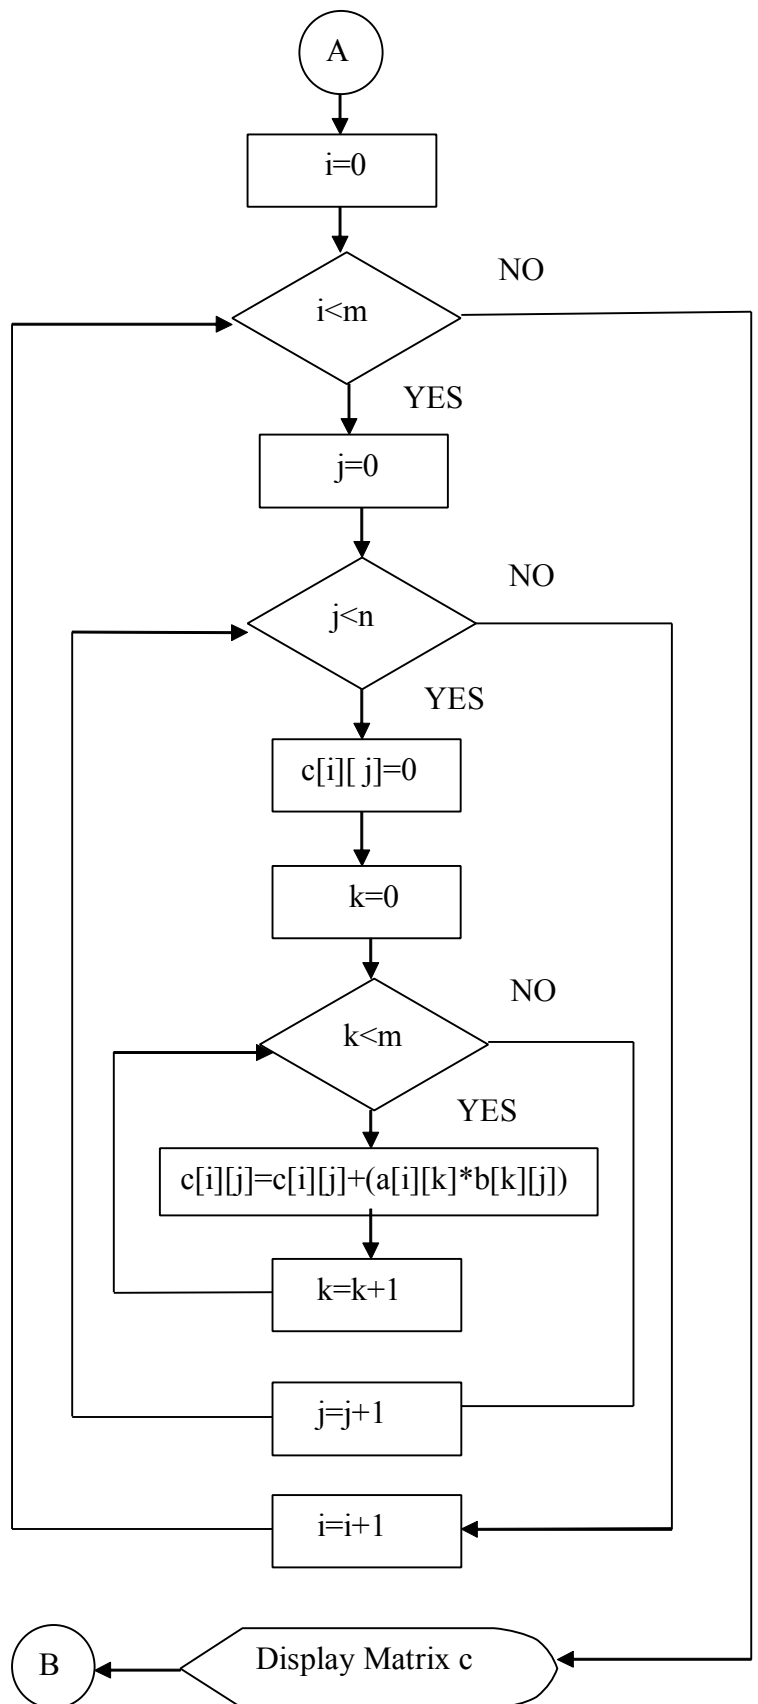 A
i=0
NO
i<m
YES
j=0
NO
j<n
YES
c[i][ j]=0
k=0
NO
k<m
YES
c[i][j]=c[i][j]+(a[i][k]*b[k][j])
k=k+1
j=j+1
i=i+1
Display Matrix c
B